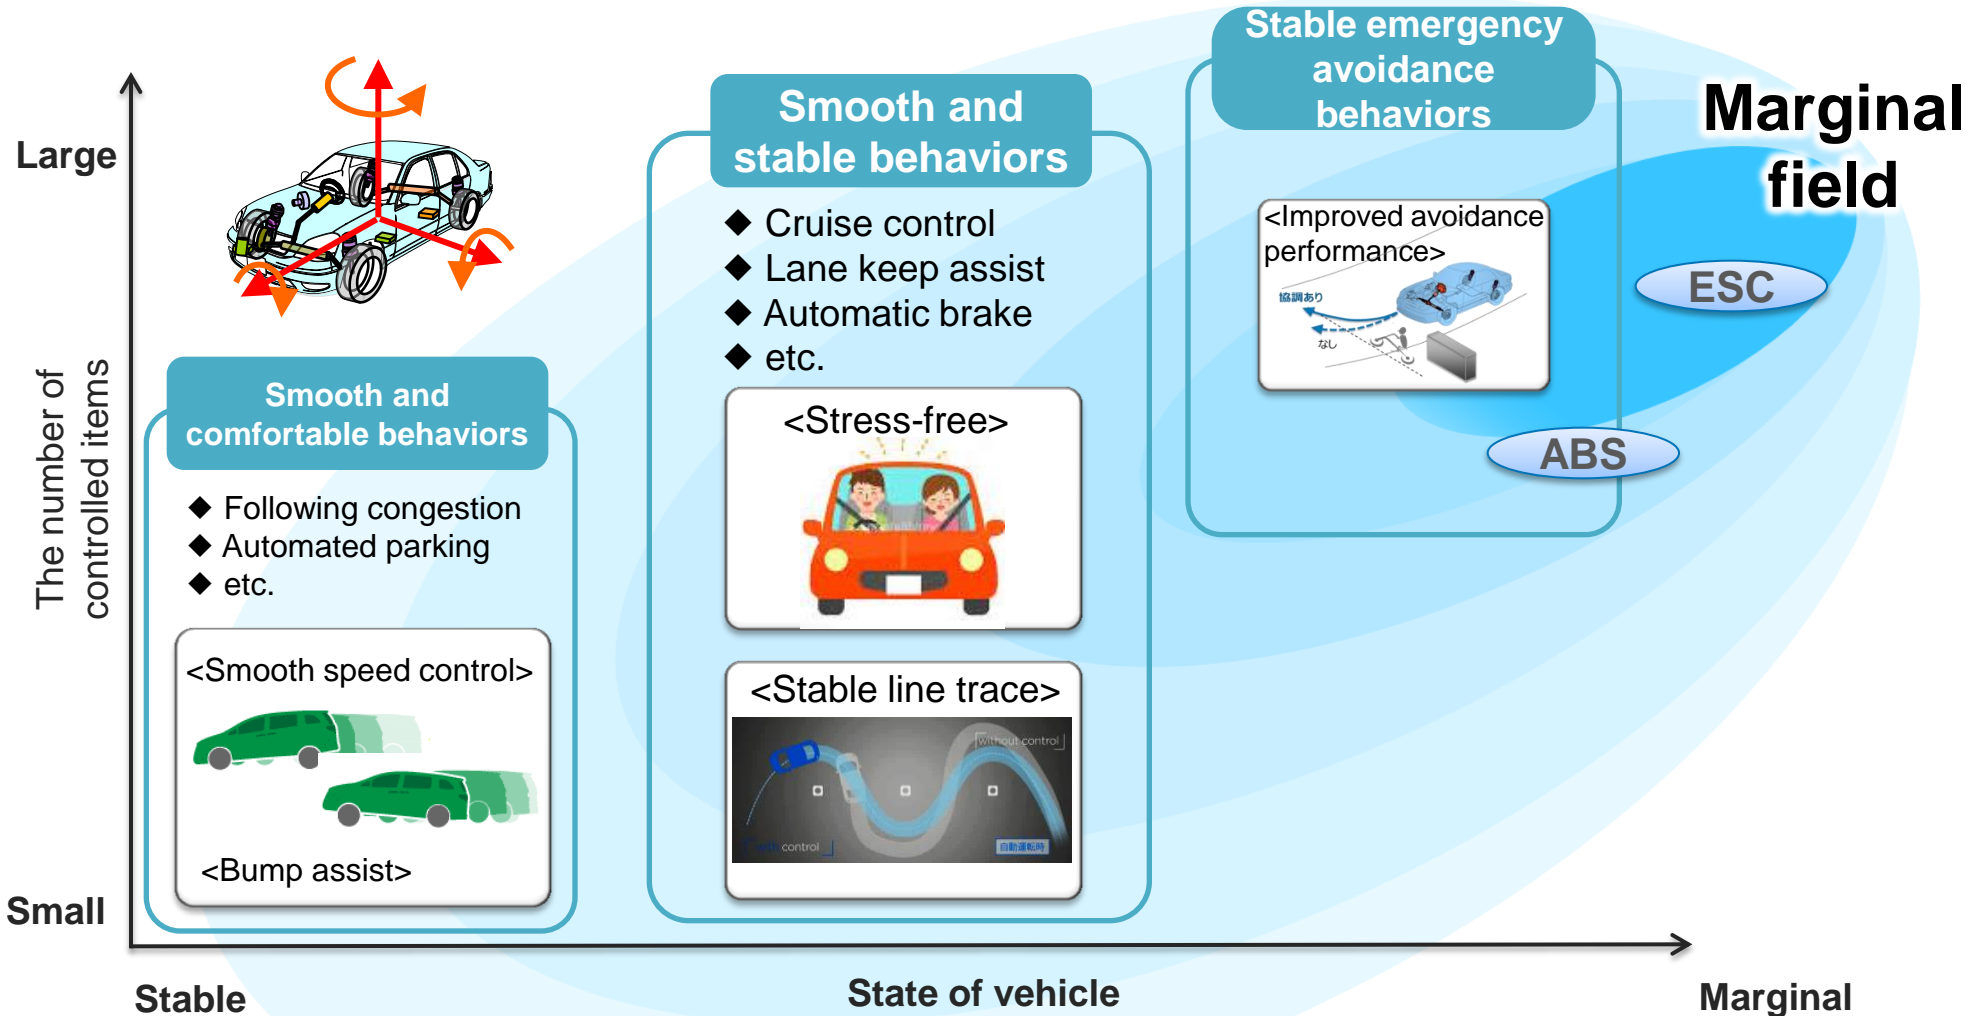 Stable emergency
avoidance
behaviors
Marginal
field
Smooth and
stable behaviors
Large
◆ Cruise control
◆ Lane keep assist
◆ Automatic brake
◆ etc.
<Improved avoidance
performance>
協調あり
なし
ESC
ABS
The number of
controlled items
Smooth and
comfortable behaviors
◆ Following congestion
◆ Automated parking
◆ etc.
<Stress-free>
<Smooth speed control>
<Bump assist>
<Stable line trace>
without control
with control
自動運転時
Small
Stable
State of vehicle
Marginal